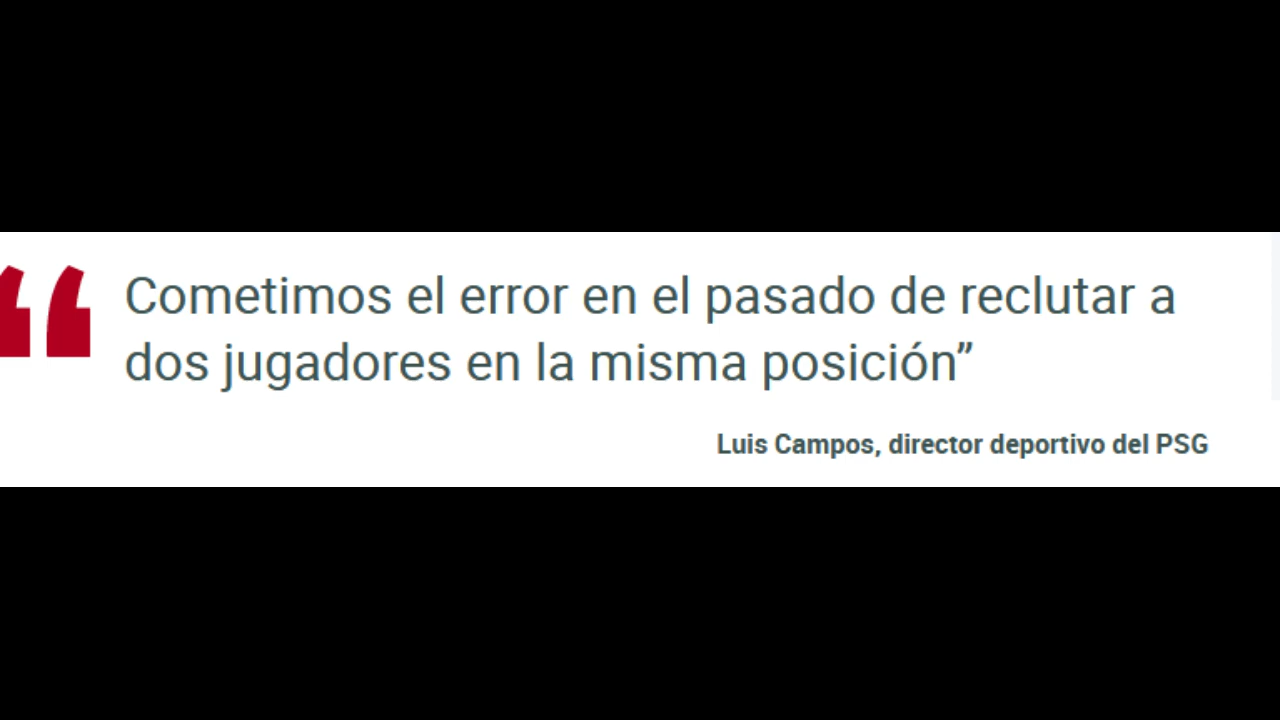 “Cometimos el error en el pasado de reclutar a
dos jugadores en la misma posición”
Luis Campos, director deportivo del PSG